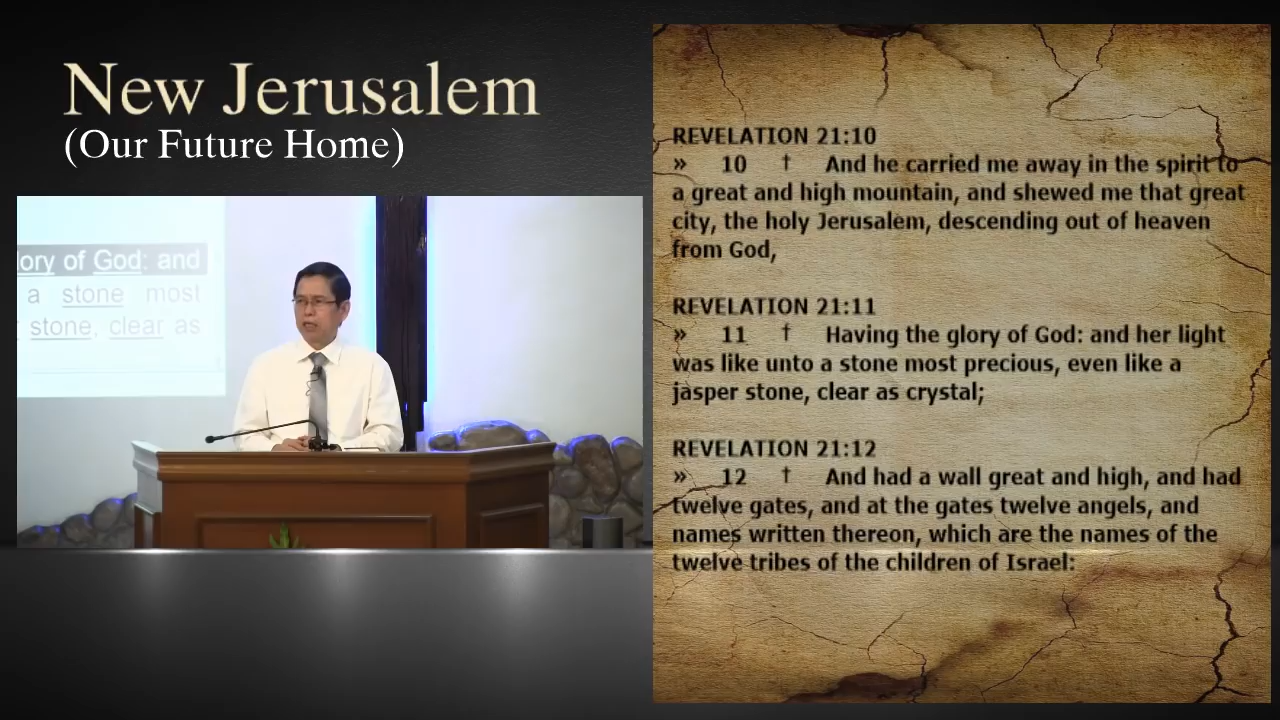 New Jerusalem
(Our Future Home)
ory of God: and
a stone most
stone, clear as
REVELATION 21:10
» 10 † And he carried me away in the spirit to
a great and high mountain, and shewed me that great
city, the holy Jerusalem, descending out of heaven
from God,
REVELATION 21:11
» 11 † Having the glory of God: and her light
was like unto a stone most precious, even like a
jasper stone, clear as crystal;
REVELATION 21:12
» 12 † And had a wall great and high, and had
twelve gates, and at the gates twelve angels, and
names written thereon, which are the names of the
twelve tribes of the children of Israel: